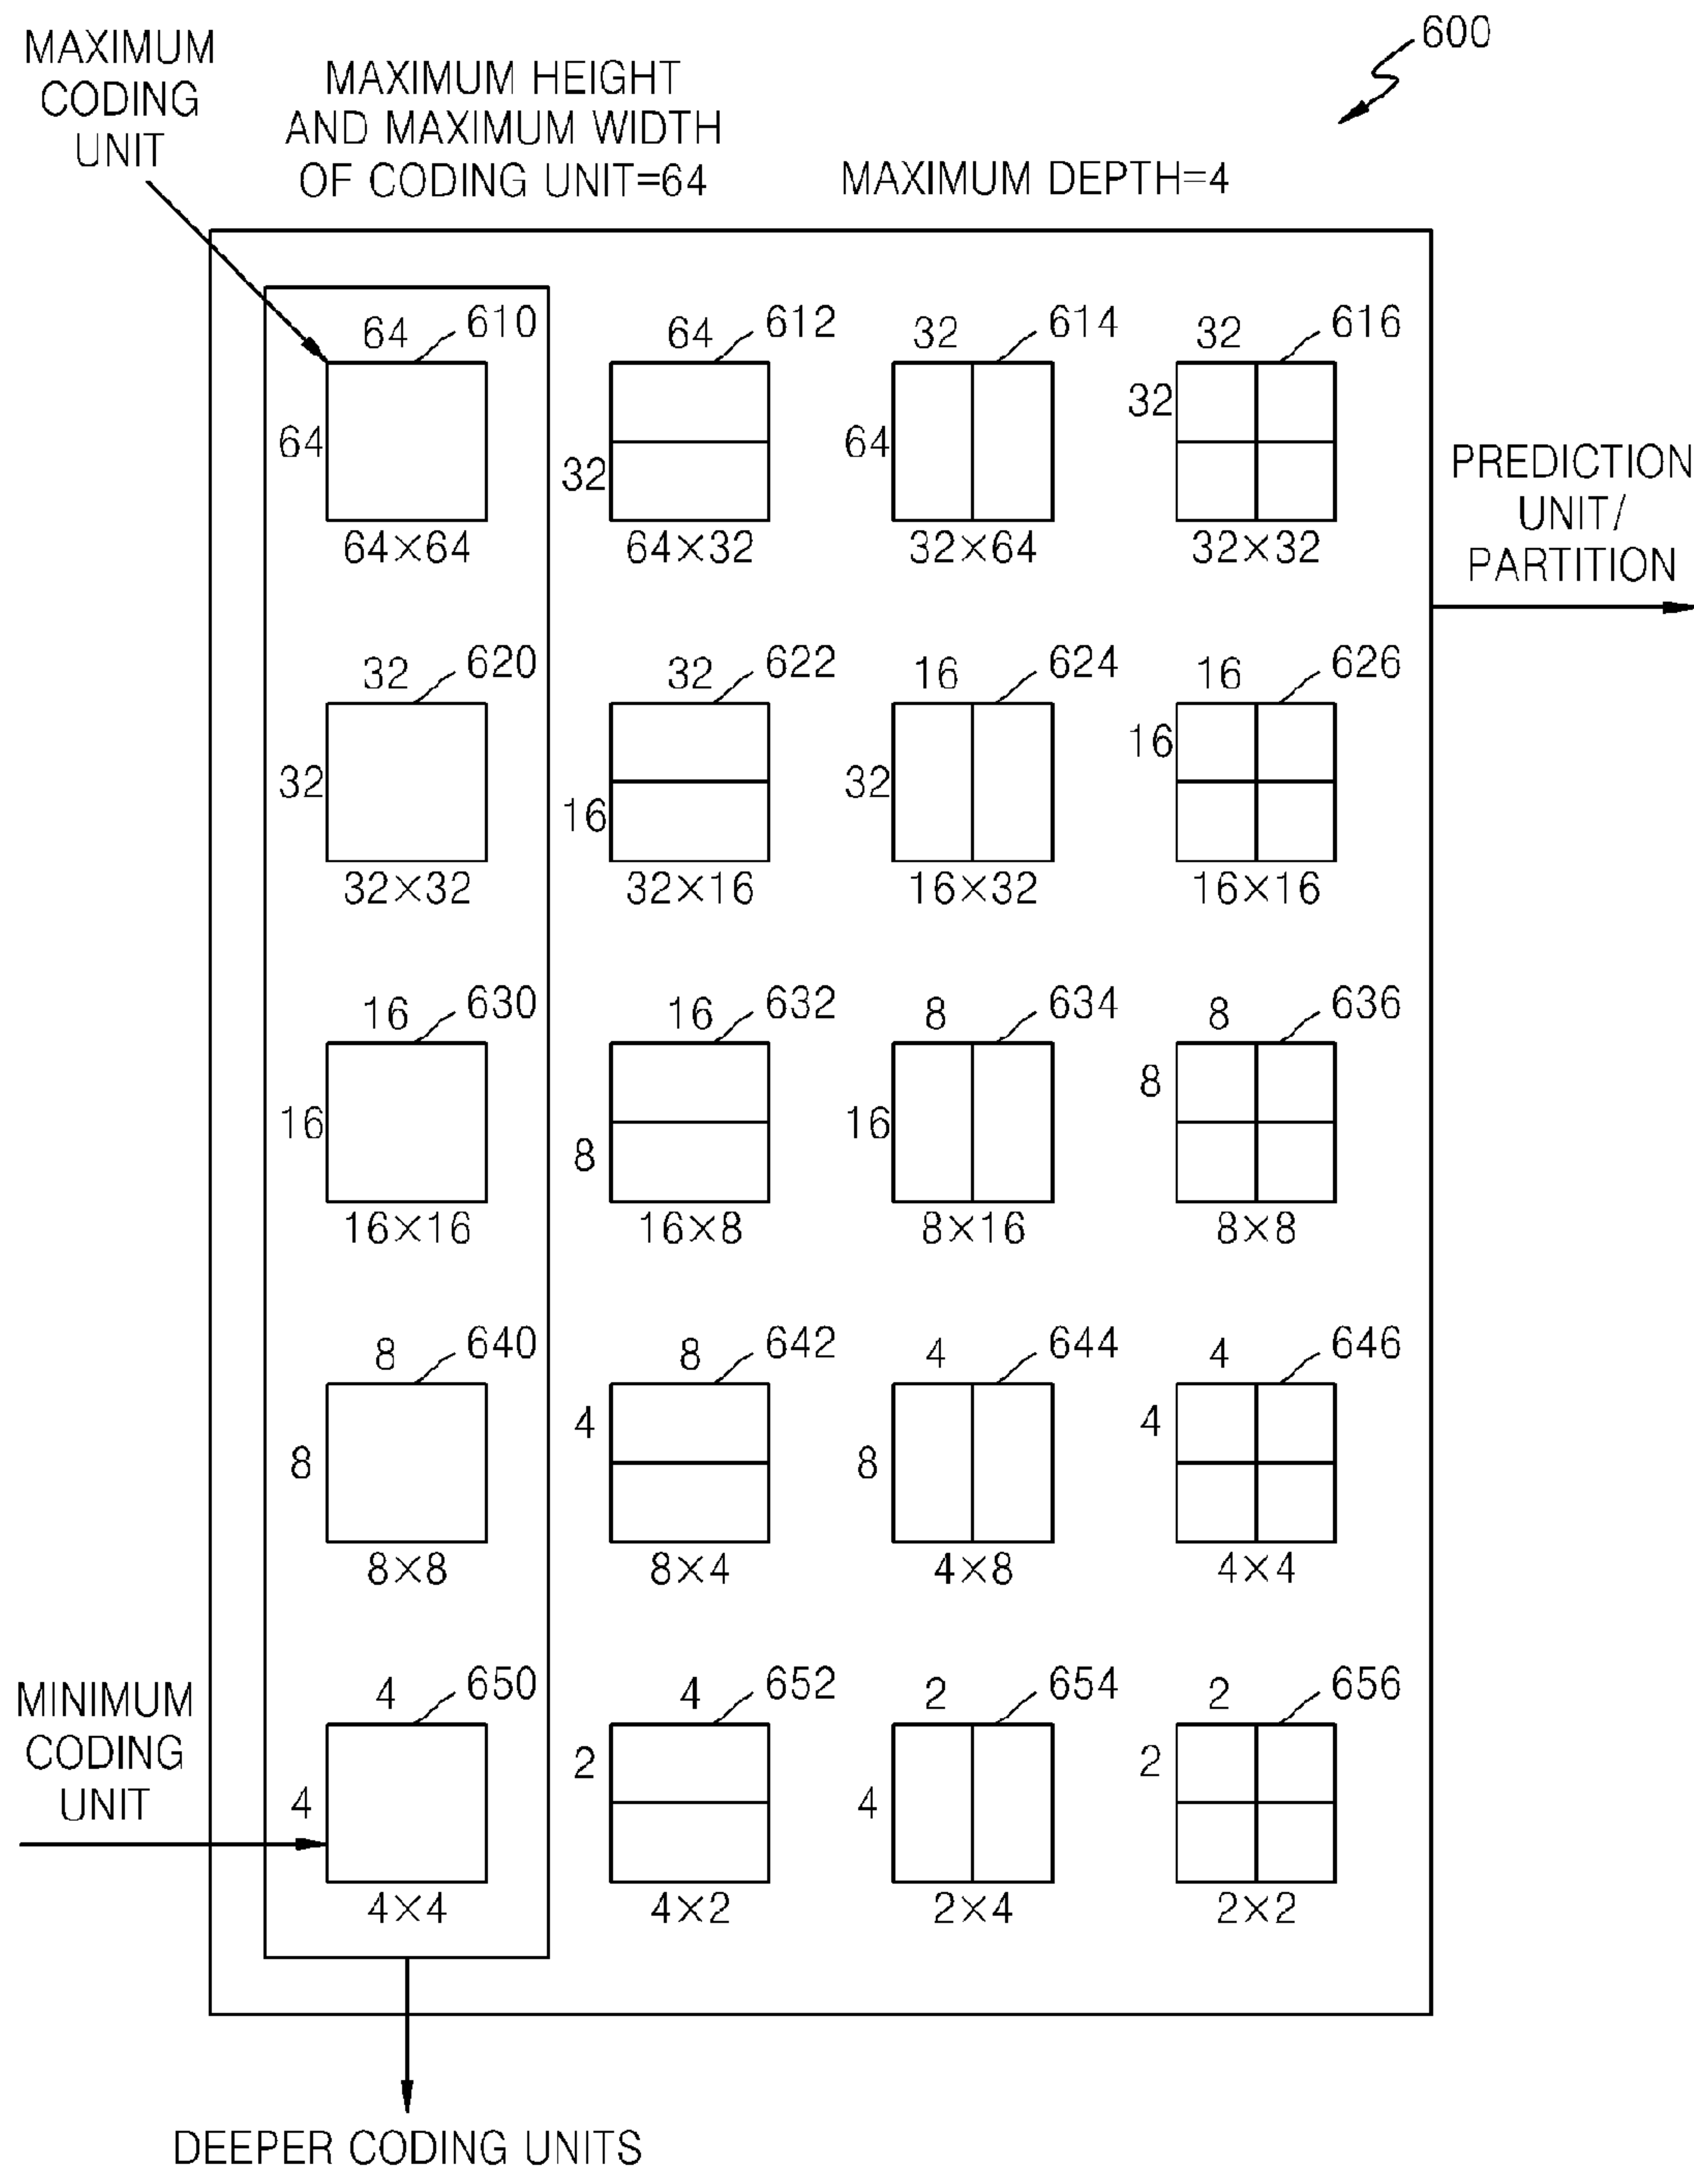 600
MAXIMUM
CODING
UNIT
MAXIMUM HEIGHT
AND MAXIMUM WIDTH
OF CODING UNIT=64
MAXIMUM DEPTH=4
64 610 64 612 32 614 32 616
64 32 64 32
64×64 64×32 32×64 32×32
PREDICTION
UNIT/
PARTITION
32 620 32 622 16 624 16 626
32 16 32 16
32×32 32×16 16×32 16×16
16 630 16 632 8 634 8 636
16 8 16 8
16×16 16×8 8×16 8×8
8 640 8 642 4 644 4 646
8 4 8 4
8×8 8×4 4×8 4×4
MINIMUM
CODING
UNIT
4 650 4 652 2 654 2 656
4 2 4 2
4×4 4×2 2×4 2×2
DEEPER CODING UNITS